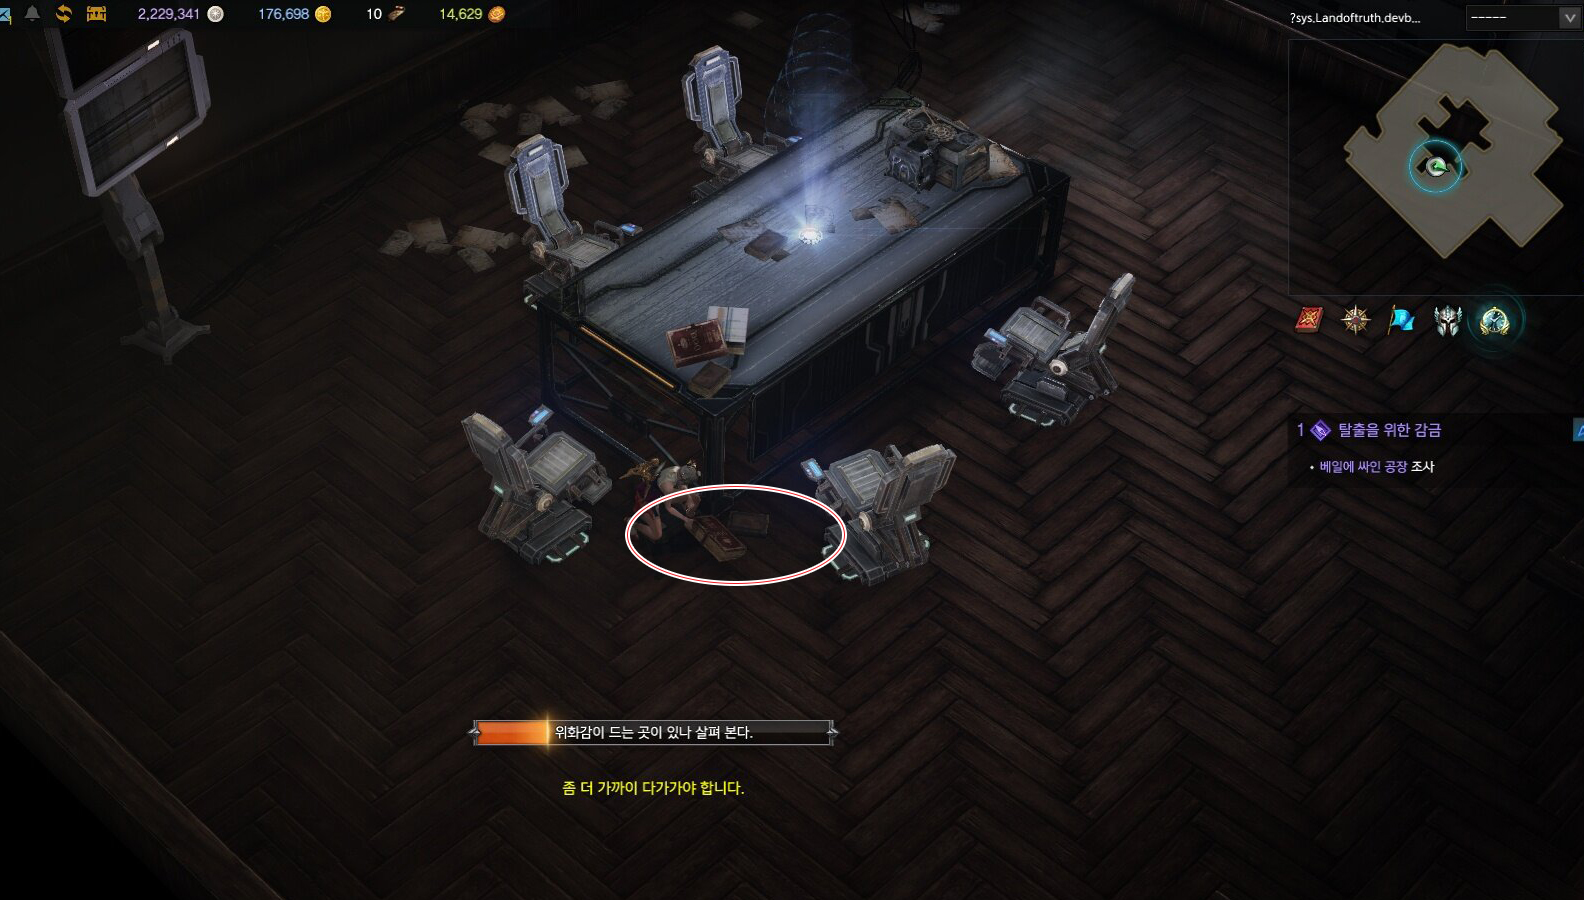 2,229,341
176,698
10
14,629
?sys.Landoftruth.devb...
-----
1 탈출을 위한 감금
• 베일에 싸인 공장 조사
위화감이 드는 곳이 있나 살펴 본다.
좀 더 가까이 다가가야 합니다.